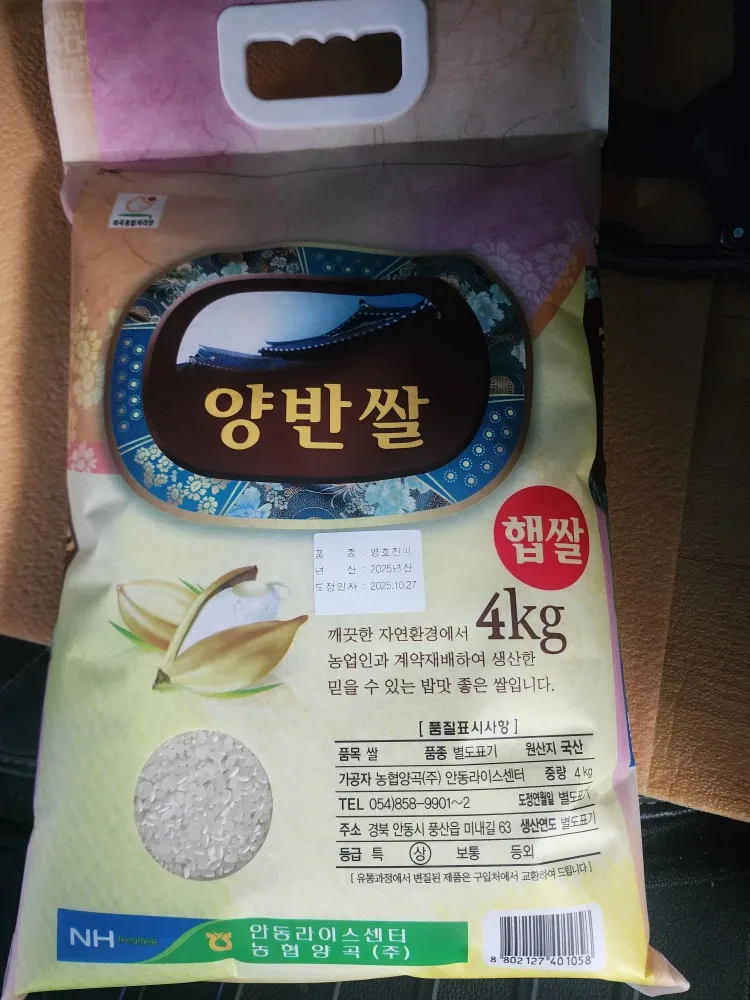 양반쌀
햅쌀
품 종 : 영호진미
년 산 : 2025년산
도정일자 : 2025.10.27
4kg
깨끗한 자연환경에서
농업인과 계약재배하여 생산한
믿을 수 있는 밥맛 좋은 쌀입니다.
[ 품질표시사항 ]
품목 쌀 품종 별도표기 원산지 국산
가공자 농협양곡(주) 안동라이스센터 중량 4 kg
TEL 054)858-9901~2 도정연월일 별도표기
주소 경북 안동시 풍산읍 미내길 63 생산연도 별도표기
등급 특 상 보통 등외
[ 유통과정에서 변질된 제품은 구입처에서 교환하여 드립니다 ]
NH NongHyup
안동라이스센터
농협양곡(주)
8 802127 401058